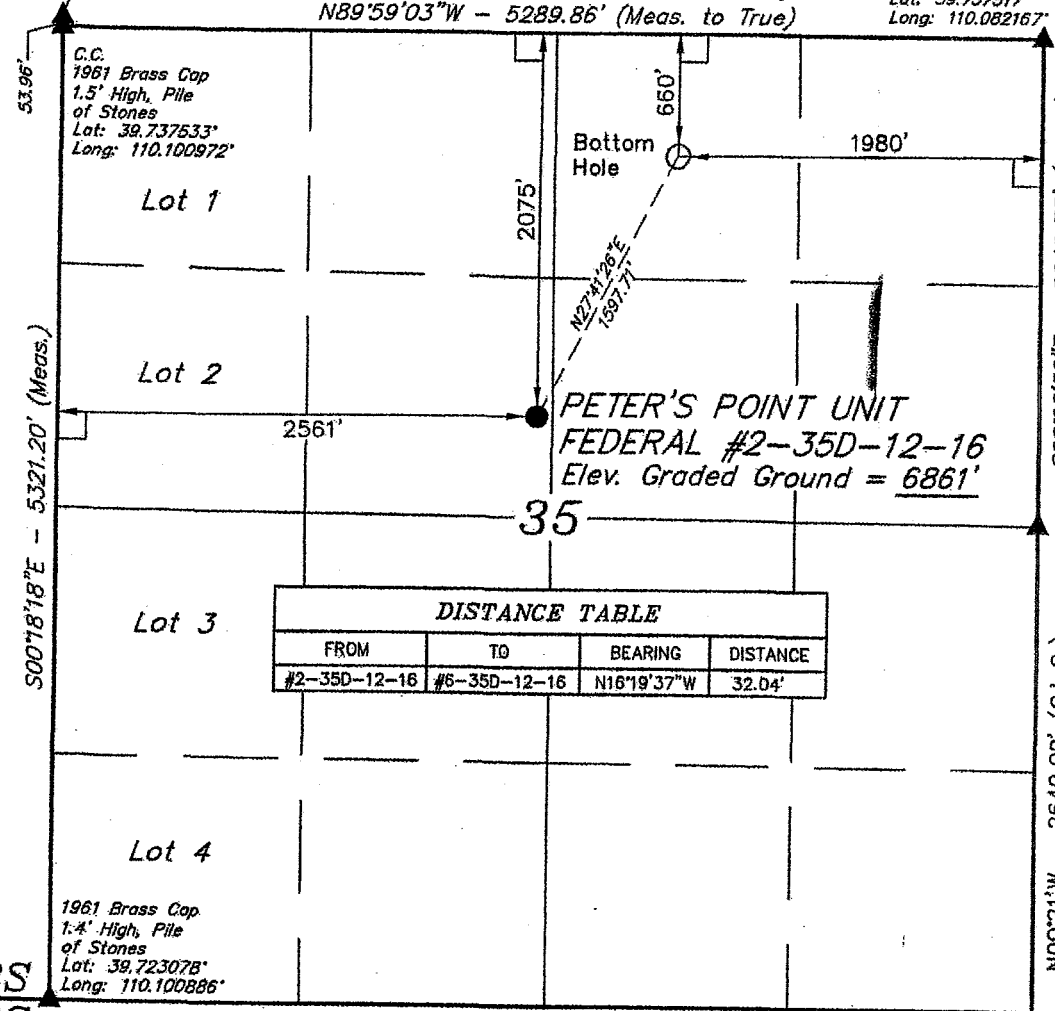 N89°59'03"W – 5289.86' (Meas. to True)
Long: 110.082167°
53.96'
C.C.
1961 Brass Cap
1.5' High, Pile
of Stones
Lat: 39.737533°
Long: 110.100972°
660'
Bottom
Hole
1980'
Lot 1
2075'
N27°41'26"E
1597.71'
S00°18'18"E – 5321.20' (Meas.)
Lot 2
2561'
PETER'S POINT UNIT
FEDERAL #2–35D–12–16
Elev. Graded Ground = 6861'
35
Lot 3
DISTANCE TABLE
FROM TO BEARING DISTANCE
#2–35D–12–16 #6–35D–12–16 N16°19'37"W 32.04'
Lot 4
1961 Brass Cap
1.4' High, Pile
of Stones
Lat: 39.723078°
Long: 110.100886°